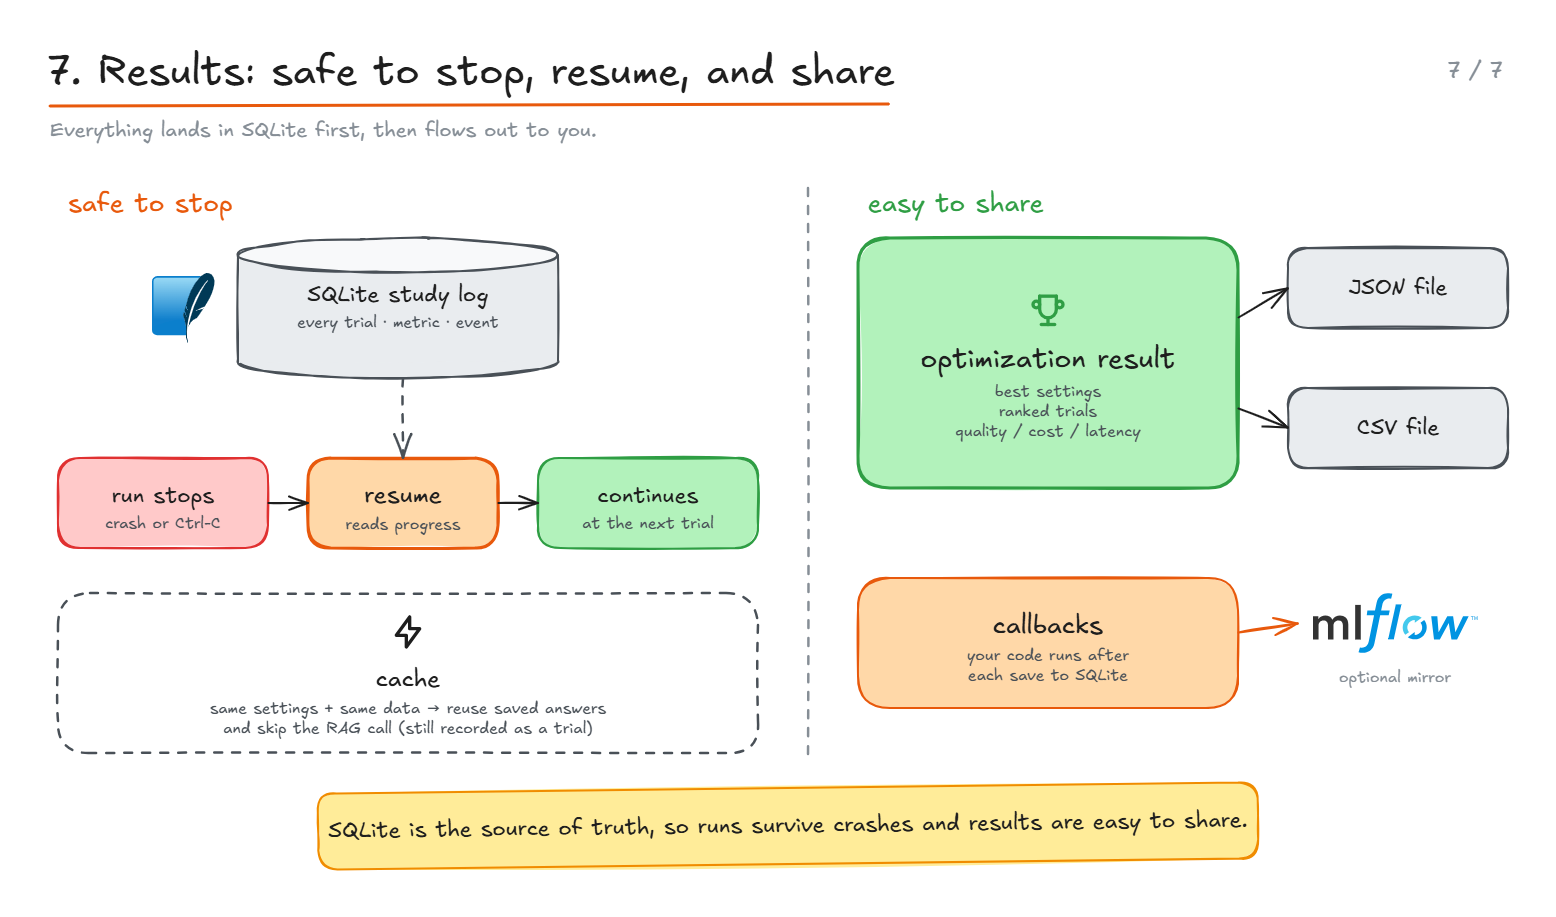 7. Results: safe to stop, resume, and share
7 / 7
Everything lands in SQLite first, then flows out to you.
safe to stop
SQLite study log
every trial · metric · event
run stops
crash or Ctrl-C
resume
reads progress
continues
at the next trial
cache
same settings + same data → reuse saved answers
and skip the RAG call (still recorded as a trial)
easy to share
optimization result
best settings
ranked trials
quality / cost / latency
JSON file
CSV file
callbacks
your code runs after
each save to SQLite
mlflow™
optional mirror
SQLite is the source of truth, so runs survive crashes and results are easy to share.